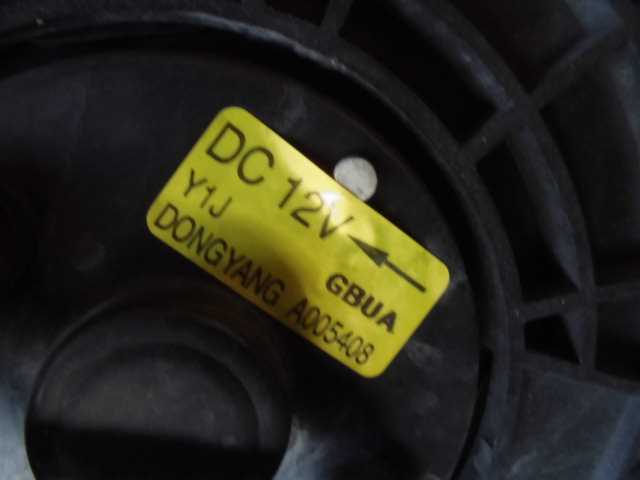 DC 12V
Y1J
GBUA
DONGYANG A005408